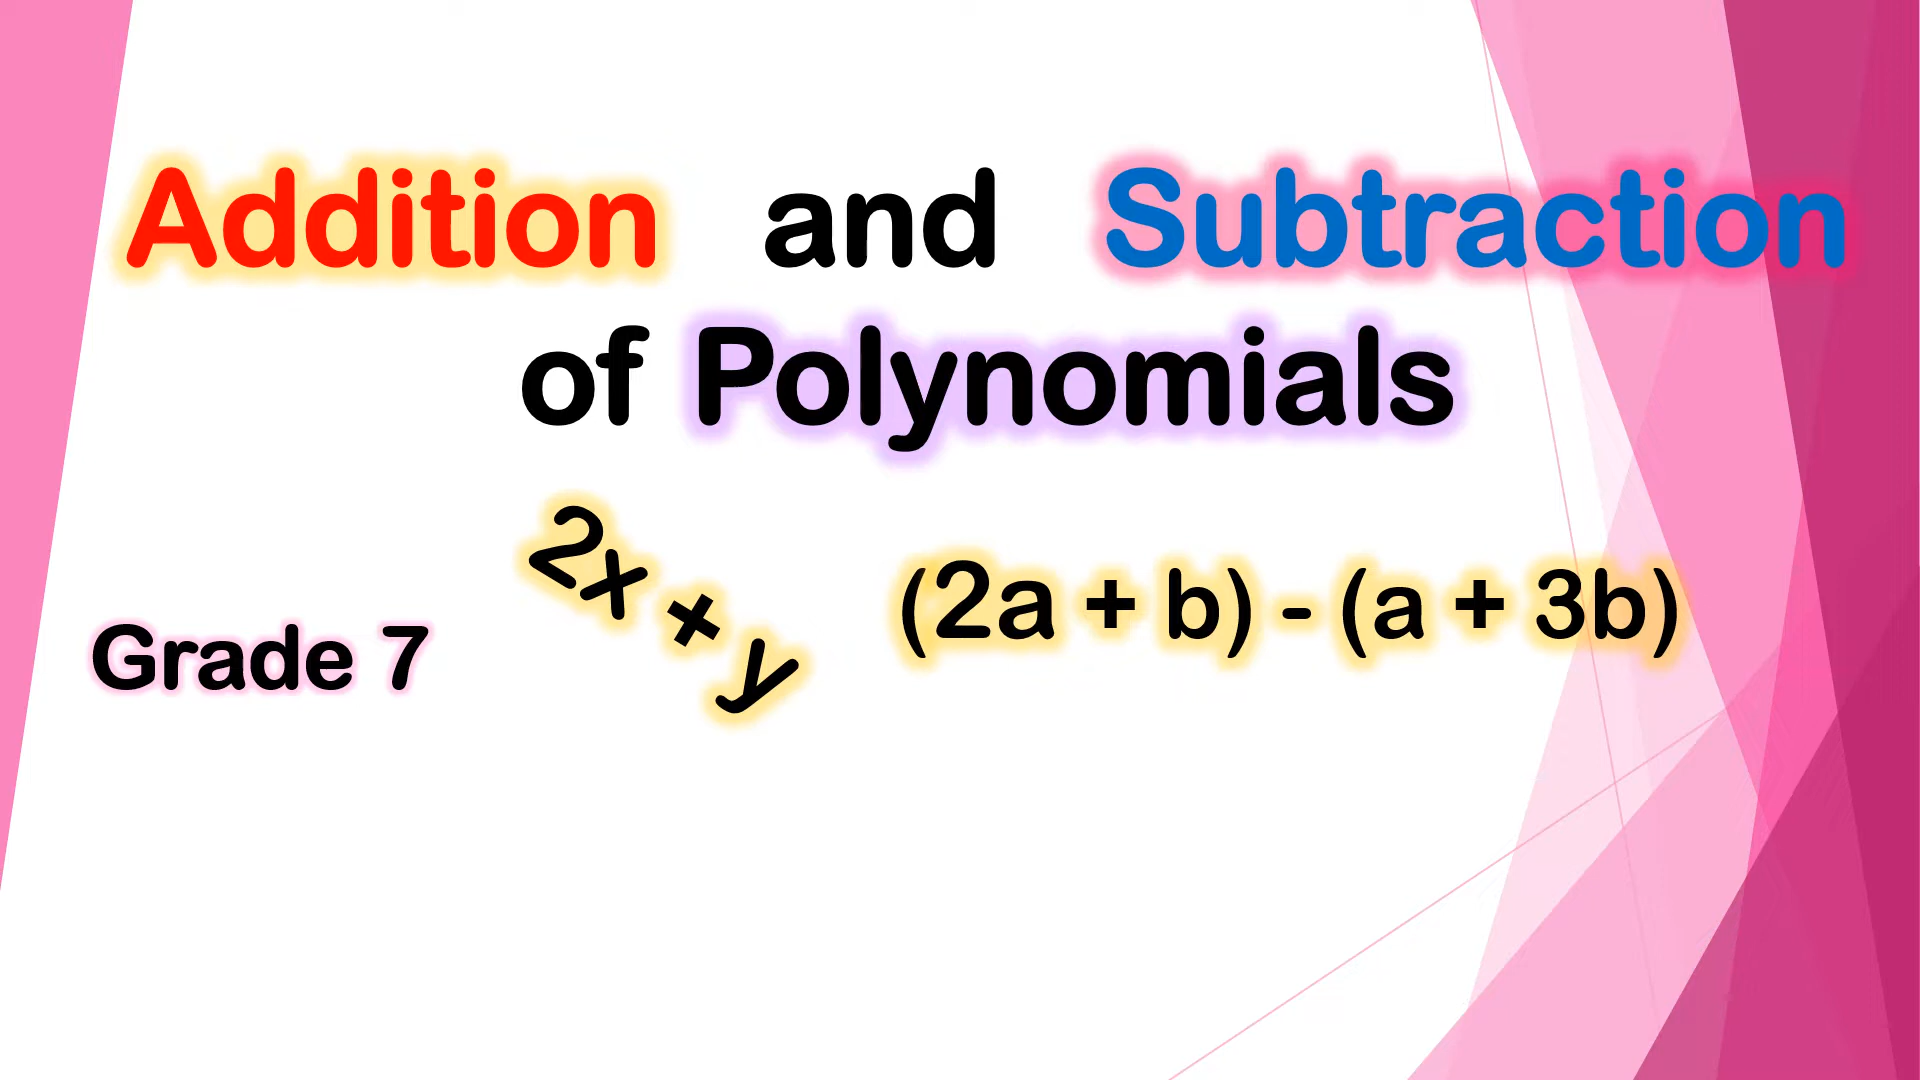 Addition and Subtraction
of Polynomials
2x + y
(2a + b) - (a + 3b)
Grade 7